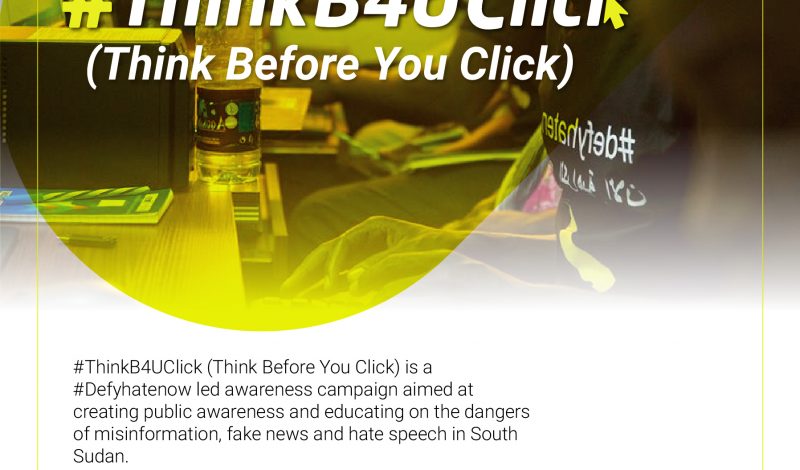 #ThinkB4UClick
(Think Before You Click)
#defyhaten
#ThinkB4UClick (Think Before You Click) is a
#Defyhatenow led awareness campaign aimed at
creating public awareness and educating on the dangers
of misinformation, fake news and hate speech in South
Sudan.